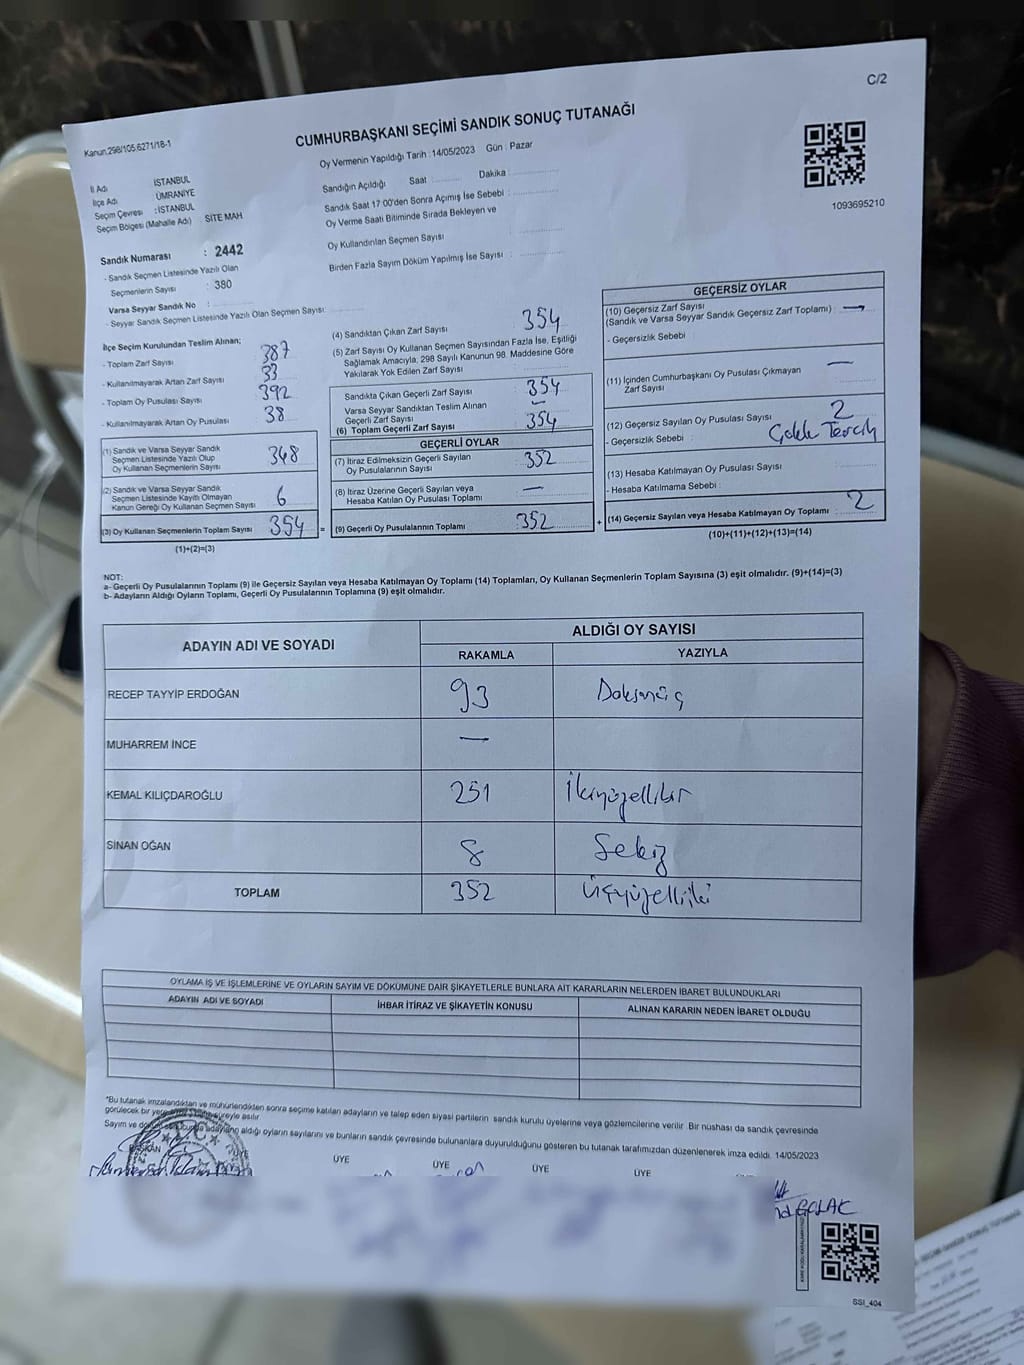 C/2
Kanun.298/105.6271/18-1
CUMHURBAŞKANI SEÇİMİ SANDIK SONUÇ TUTANAĞI
Oy Vermenin Yapıldığı Tarih : 14/05/2023 Gün : Pazar
İl Adı : İSTANBUL
İlçe Adı : ÜMRANİYE
Seçim Çevresi : İSTANBUL
Seçim Bölgesi (Mahalle Adı) : SİTE MAH
Sandığın Açıldığı Saat Dakika
Sandık Saat 17:00'den Sonra Açımış İse Sebebi :
Oy Verme Saati Bitiminde Sırada Bekleyen ve
Oy Kullandırılan Seçmen Sayısı
Birden Fazla Sayım Döküm Yapılmış İse Sayısı :
1093695210
Sandık Numarası : 2442
- Sandık Seçmen Listesinde Yazılı Olan
Seçmenlerin Sayısı : 380
Varsa Seyyar Sandık No :
- Seyyar Sandık Seçmen Listesinde Yazılı Olan Seçmen Sayısı:
İlçe Seçim Kurulundan Teslim Alınan;
- Toplam Zarf Sayısı 387
- Kullanılmayarak Artan Zarf Sayısı 33
- Toplam Oy Pusulası Sayısı 392
- Kullanılmayarak Artan Oy Pusulası 38
(1) Sandık ve Varsa Seyyar Sandık
Seçmen Listesinde Yazılı Olup
Oy Kullanan Seçmenlerin Sayısı 348
(2) Sandık ve Varsa Seyyar Sandık
Seçmen Listesinde Kayıtlı Olmayan
Kanun Gereği Oy Kullanan Seçmen Sayısı 6
(3) Oy Kullanan Seçmenlerin Toplam Sayısı 354 =
(1)+(2)=(3)
(4) Sandıktan Çıkan Zarf Sayısı 354
(5) Zarf Sayısı Oy Kullanan Seçmen Sayısından Fazla İse, Eşitliği
Sağlamak Amacıyla; 298 Sayılı Kanunun 98. Maddesine Göre
Yakılarak Yok Edilen Zarf Sayısı
Sandıkta Çıkan Geçerli Zarf Sayısı 354
Varsa Seyyar Sandıktan Teslim Alınan
Geçerli Zarf Sayısı —
(6) Toplam Geçerli Zarf Sayısı 354
GEÇERLİ OYLAR
(7) İtiraz Edilmeksizin Geçerli Sayılan
Oy Pusulalarının Sayısı 352
(8) İtiraz Üzerine Geçerli Sayılan veya
Hesaba Katılan Oy Pusulası Toplamı —
(9) Geçerli Oy Pusulalarının Toplamı 352 +
GEÇERSİZ OYLAR
(10) Geçersiz Zarf Sayısı
(Sandık ve Varsa Seyyar Sandık Geçersiz Zarf Toplamı) : —
- Geçersizlik Sebebi :
(11) İçinden Cumhurbaşkanı Oy Pusulası Çıkmayan
Zarf Sayısı —
(12) Geçersiz Sayılan Oy Pusulası Sayısı 2
- Geçersizlik Sebebi : Tercih
(13) Hesaba Katılmayan Oy Pusulası Sayısı
- Hesaba Katılmama Sebebi :
(14) Geçersiz Sayılan veya Hesaba Katılmayan Oy Toplamı 2
(10)+(11)+(12)+(13)=(14)
NOT:
a- Geçerli Oy Pusulalarının Toplamı (9) ile Geçersiz Sayılan veya Hesaba Katılmayan Oy Toplamı (14) Toplamları, Oy Kullanan Seçmenlerin Toplam Sayısına (3) eşit olmalıdır. (9)+(14)=(3)
b- Adayların Aldığı Oyların Toplamı, Geçerli Oy Pusulalarının Toplamına (9) eşit olmalıdır.
ADAYIN ADI VE SOYADI ALDIĞI OY SAYISI
RAKAMLA YAZIYLA
RECEP TAYYİP ERDOĞAN 93 Doksanüç
MUHARREM İNCE —
KEMAL KILIÇDAROĞLU 251 İkiyüzellibir
SİNAN OĞAN 8 Sekiz
TOPLAM 352 Üçyüzelliiki
OYLAMA İŞ VE İŞLEMLERİNE VE OYLARIN SAYIM VE DÖKÜMÜNE DAİR ŞİKAYETLERLE BUNLARA AİT KARARLARIN NELERDEN İBARET BULUNDUKLARI
ADAYIN ADI VE SOYADI İHBAR İTİRAZ VE ŞİKAYETİN KONUSU ALINAN KARARIN NEDEN İBARET OLDUĞU
*Bu tutanak imzalandıktan ve mühürlendikten sonra seçime katılan adayların ve talep eden siyasi partilerin sandık kurulu üyelerine veya gözlemcilerine verilir. Bir nüshası da sandık çevresinde
görülecek bir yere süreyle asılır.
Sayım ve aldığı oyların sayılarını ve bunların sandık çevresinde bulunanlara duyurulduğunu gösteren bu tutanak tarafımızdan düzenlenerek imza edildi. 14/05/2023
BAŞKAN ÜYE ÜYE ÜYE ÜYE
SSI_404